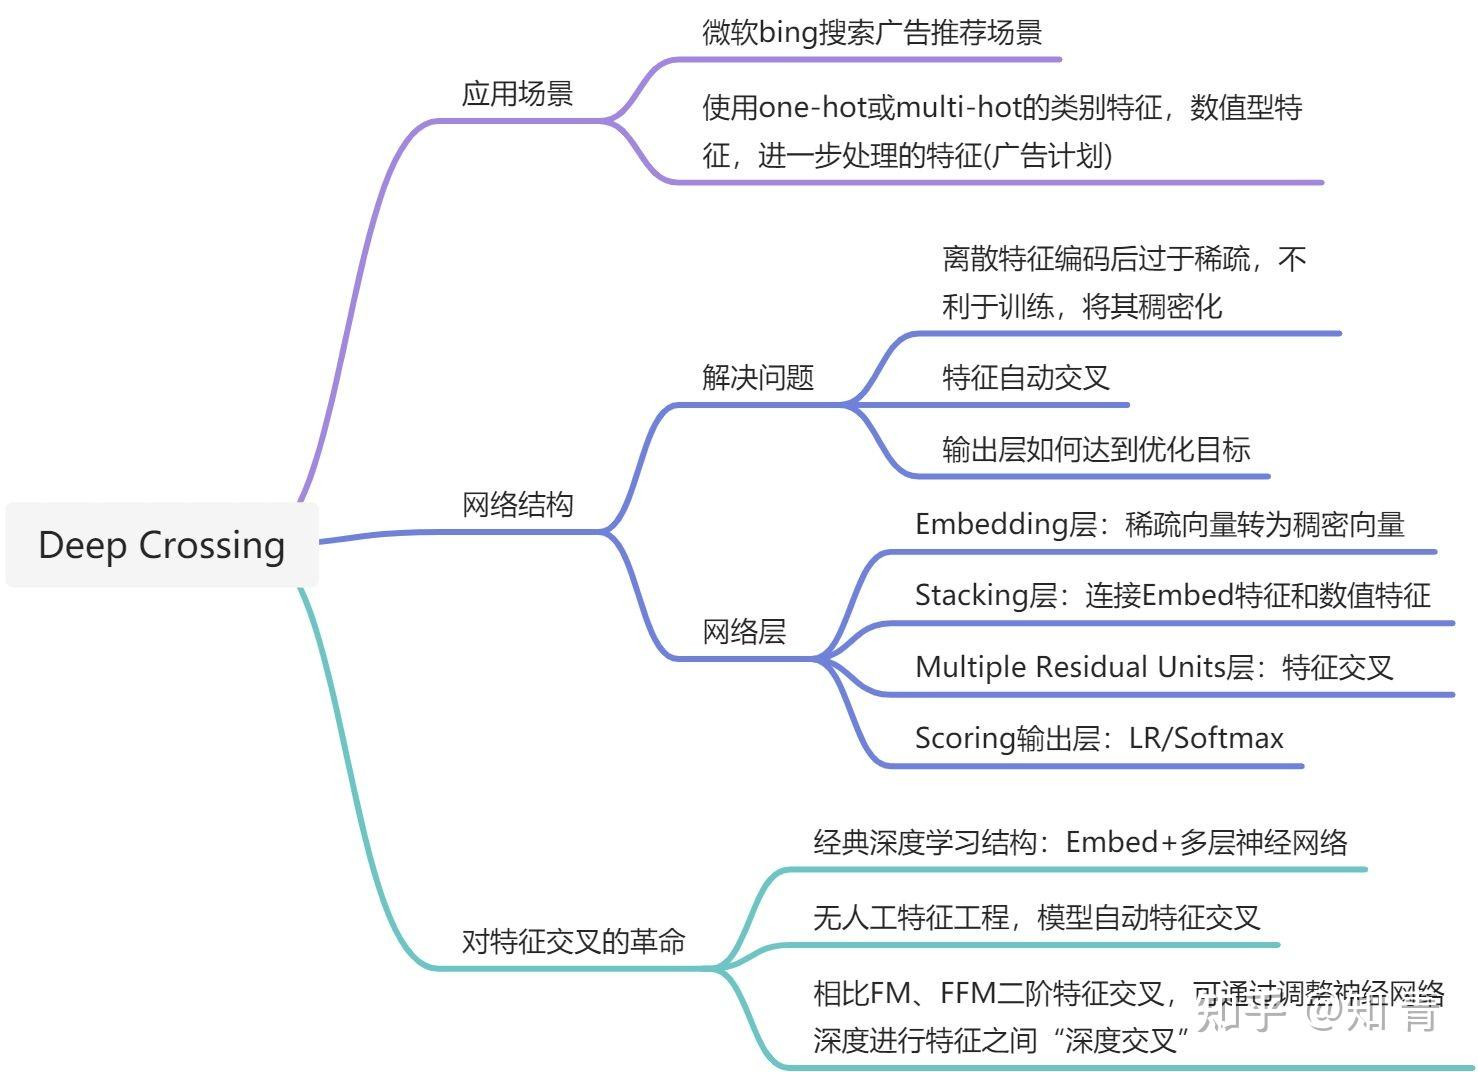 微软bing搜索广告推荐场景
应用场景
使用one-hot或multi-hot的类别特征，数值型特
征，进一步处理的特征(广告计划)
离散特征编码后过于稀疏，不
利于训练，将其稠密化
解决问题
特征自动交叉
输出层如何达到优化目标
网络结构
Deep Crossing
Embedding层：稀疏向量转为稠密向量
Stacking层：连接Embed特征和数值特征
网络层
Multiple Residual Units层：特征交叉
Scoring输出层：LR/Softmax
经典深度学习结构：Embed+多层神经网络
无人工特征工程，模型自动特征交叉
对特征交叉的革命
相比FM、FFM二阶特征交叉，可通过调整神经网络
深度进行特征之间“深度交叉”
知乎 @知青